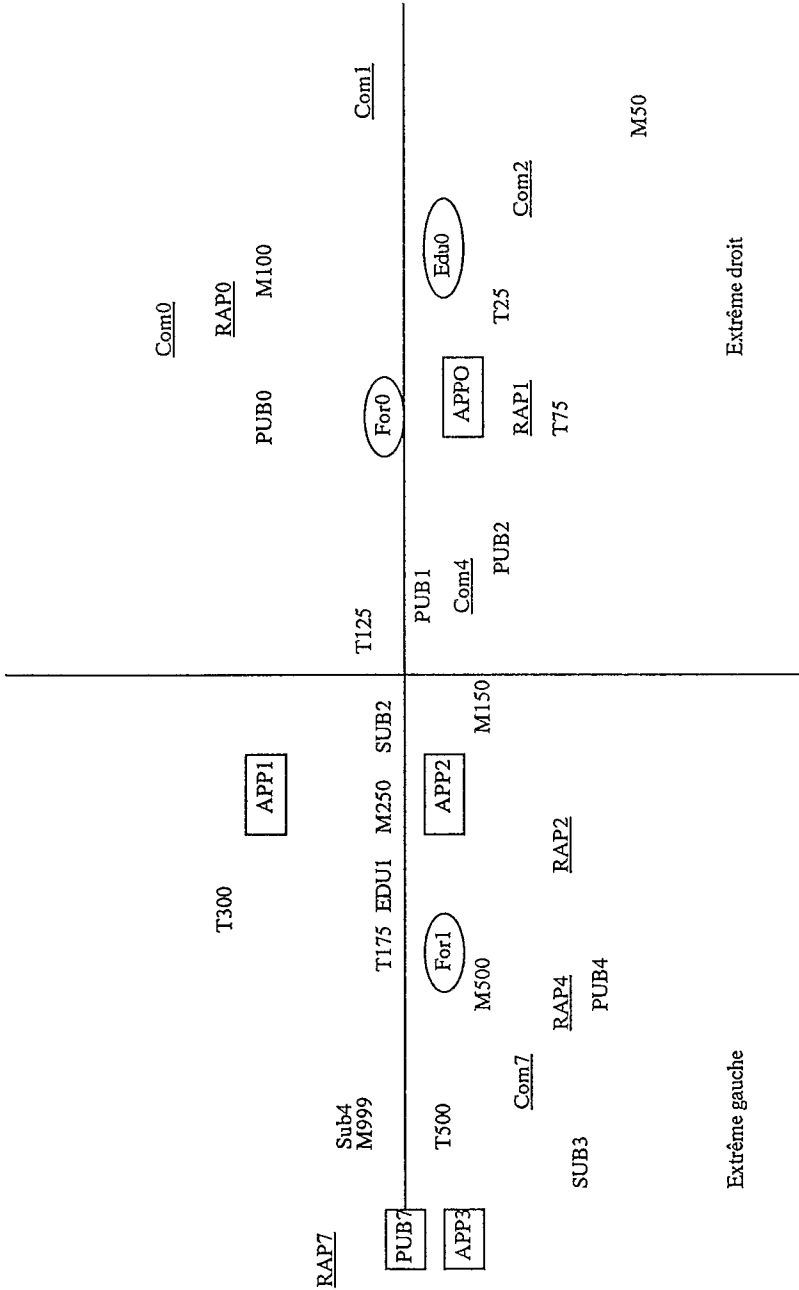 Com0
RAP0
M100
PUB0
T300
APP1
RAP7
Sub4
M999
T125
Com1
For0
T175
EDU1
M250
SUB2
PUB7
PUB1
T500
For1
APP2
APPO
Edu0
APP3
Com4
M500
M150
PUB2
T25
Com7
RAP1
Com2
SUB3
RAP4
RAP2
T75
PUB4
M50
Extrême gauche
Extrême droit